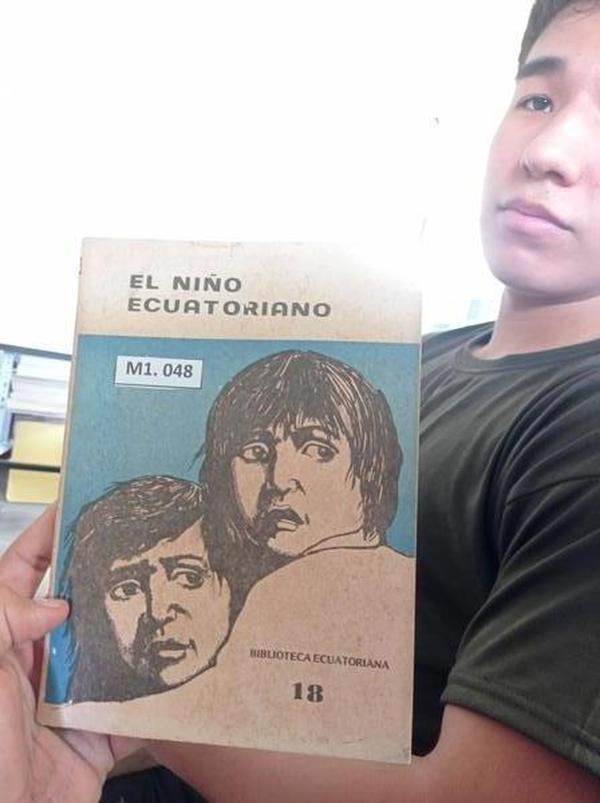 EL NIÑO
ECUATORIANO
M1. 048
BIBLIOTECA ECUATORIANA
18